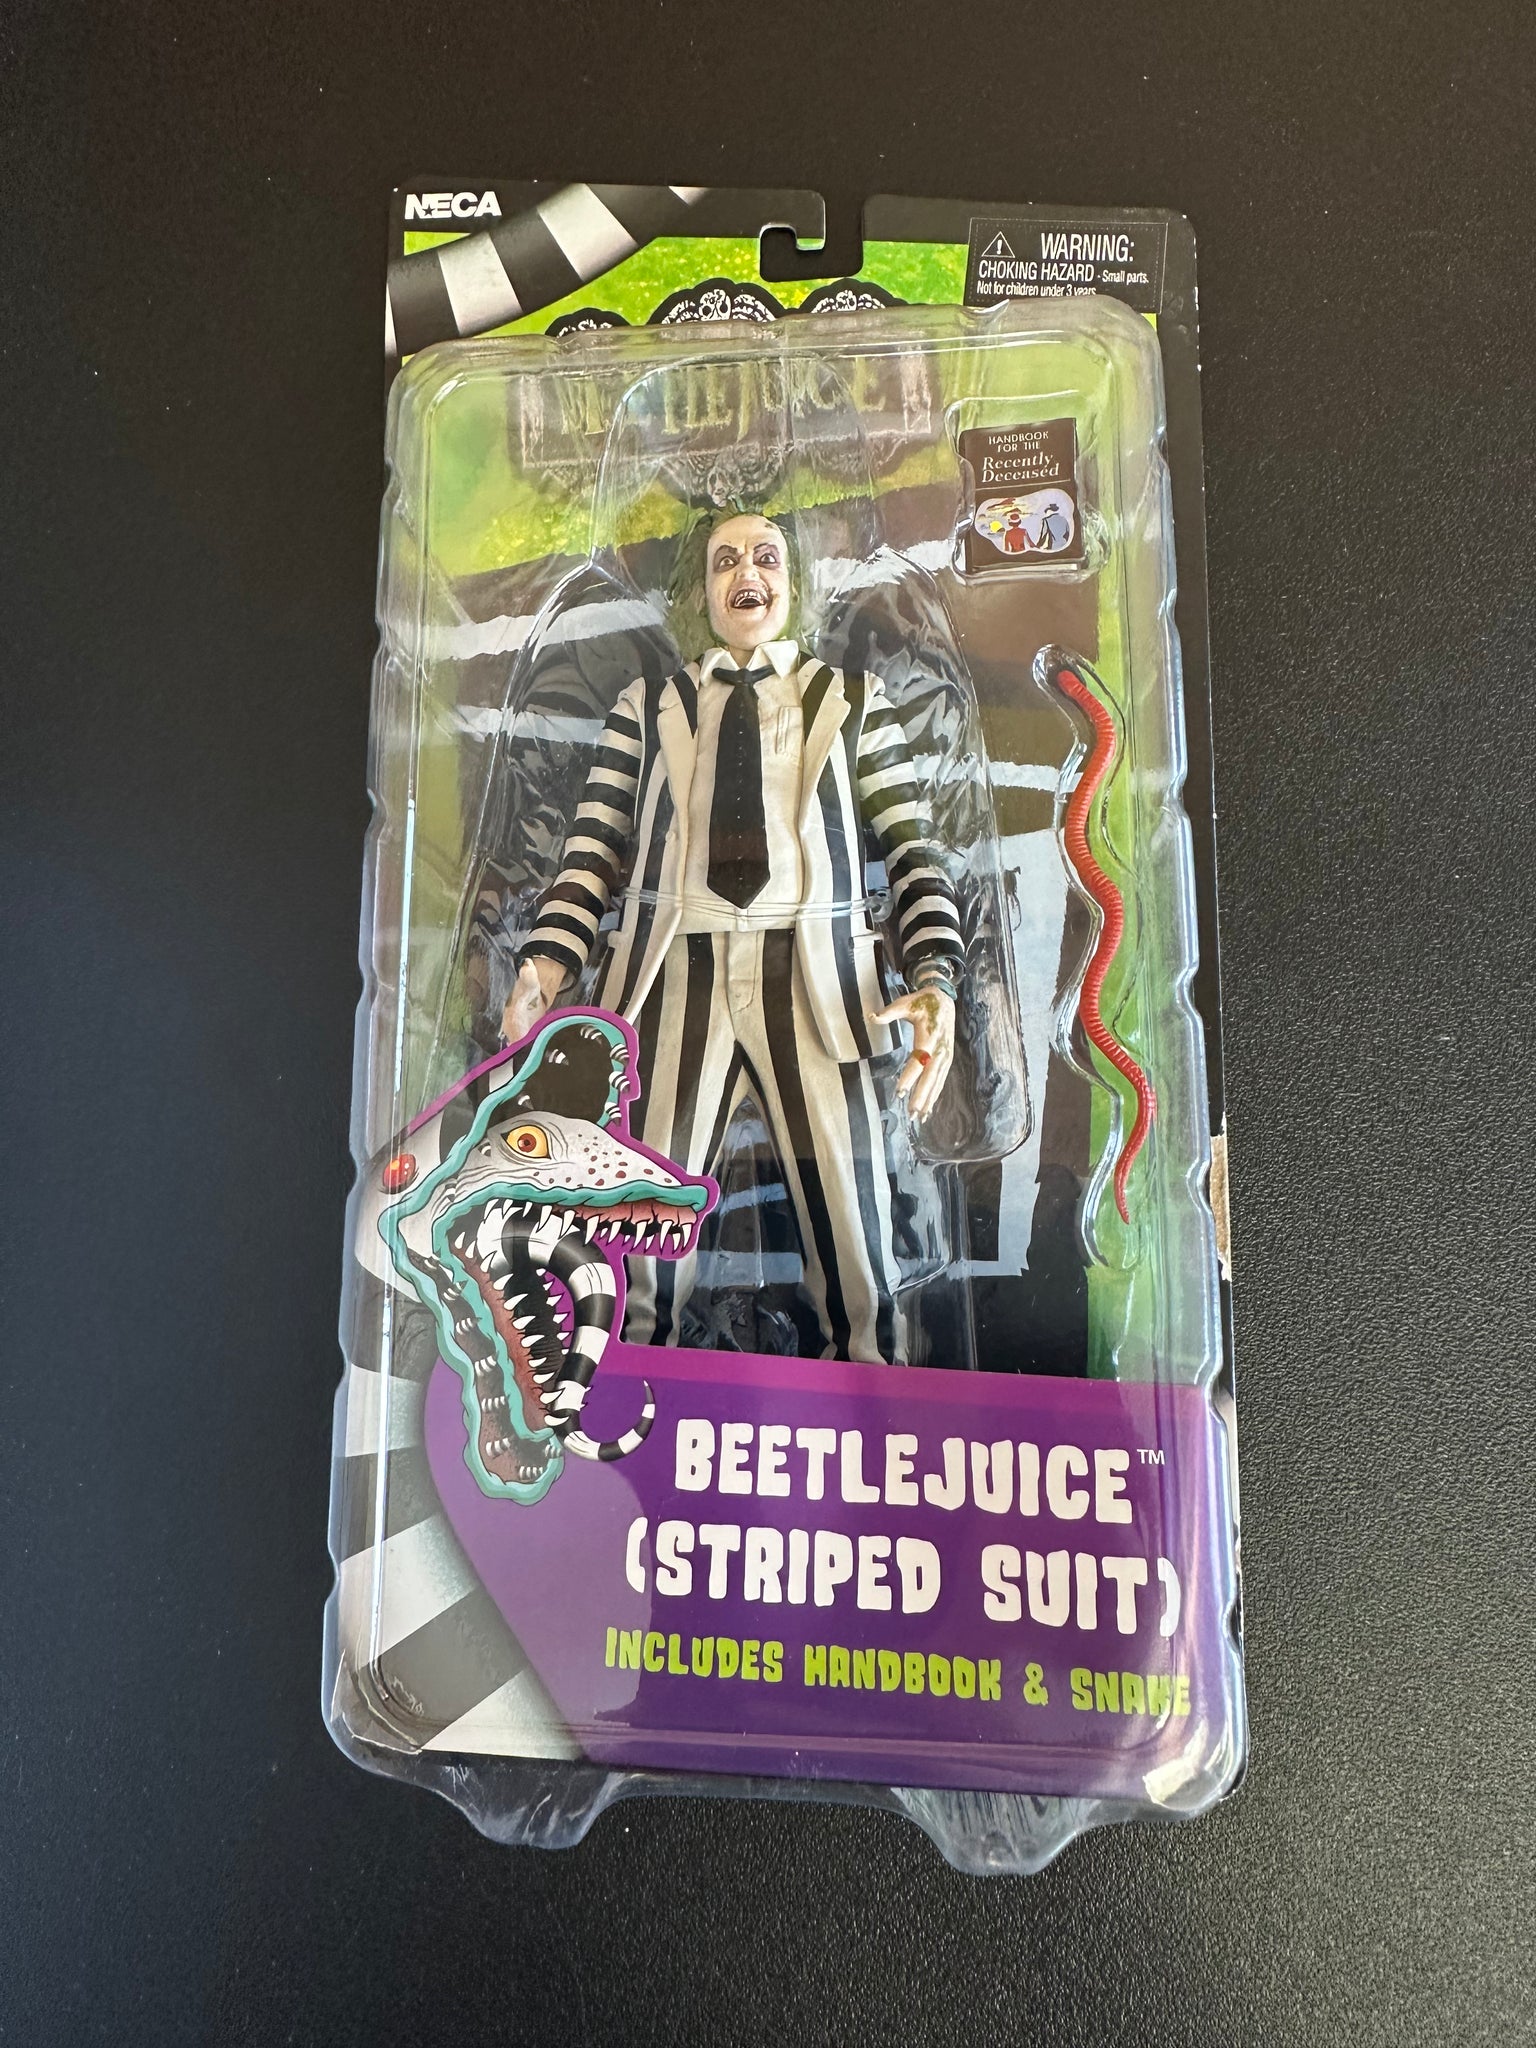 NECA
WARNING:
CHOKING HAZARD - Small parts.
Not for children under 3 years
BEETLEJUICE
HANDBOOK
FOR THE
Recently
Deceased
BEETLEJUICE™
(STRIPED SUIT)
INCLUDES HANDBOOK & SNAKE